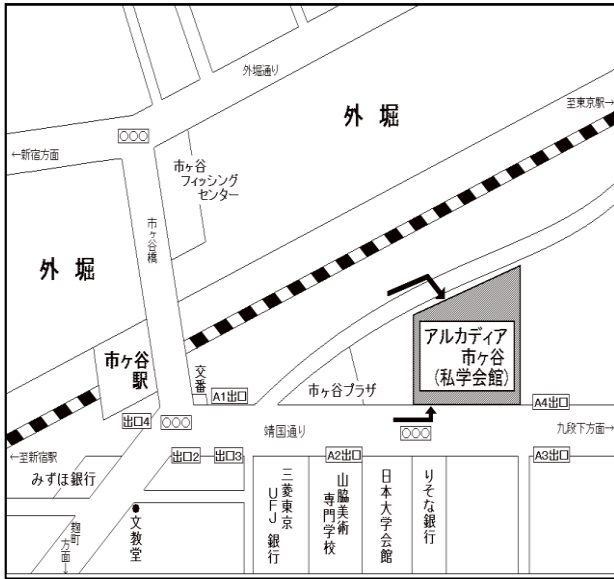 外堀通り
外 堀
至東京駅→
○○○
←新宿方面
市ヶ谷
フィッシング
センター
市ヶ谷橋
外 堀
アルカディア
市ヶ谷
(私学会館)
市ヶ谷
駅
交番
市ヶ谷プラザ
A1出口
A4出口
出口4
○○○
靖国通り
○○○
九段下方面→
←至新宿駅
出口2
出口3
A2出口
A3出口
みずほ銀行
文教堂
三菱東京
UFJ 銀行
山脇美術
専門学校
日本大学会館
りそな銀行
麹町
方面→